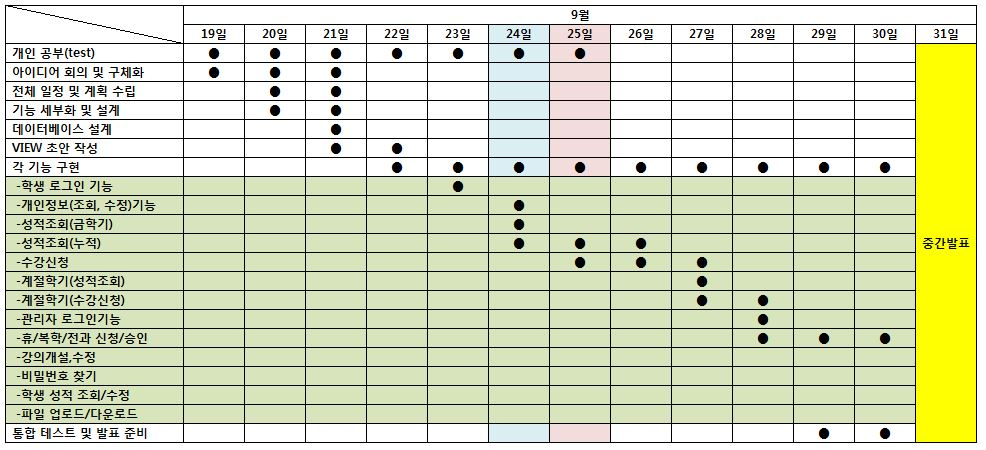 9월
19일 20일 21일 22일 23일 24일 25일 26일 27일 28일 29일 30일 31일
개인 공부(test) ● ● ● ● ● ● ●
아이디어 회의 및 구체화 ● ● ●
전체 일정 및 계획 수립 ● ●
기능 세부화 및 설계 ● ●
데이터베이스 설계 ●
VIEW 초안 작성 ● ●
각 기능 구현 ● ● ● ● ● ● ● ● ●
-학생 로그인 기능 ●
-개인정보(조회, 수정)기능 ●
-성적조회(금학기) ●
-성적조회(누적) ● ● ● 중간발표
-수강신청 ● ● ●
-계절학기(성적조회) ●
-계절학기(수강신청) ● ●
-관리자 로그인기능 ●
-휴/복학/전과 신청/승인 ● ● ●
-강의개설,수정
-비밀번호 찾기
-학생 성적 조회/수정
-파일 업로드/다운로드
통합 테스트 및 발표 준비 ● ●